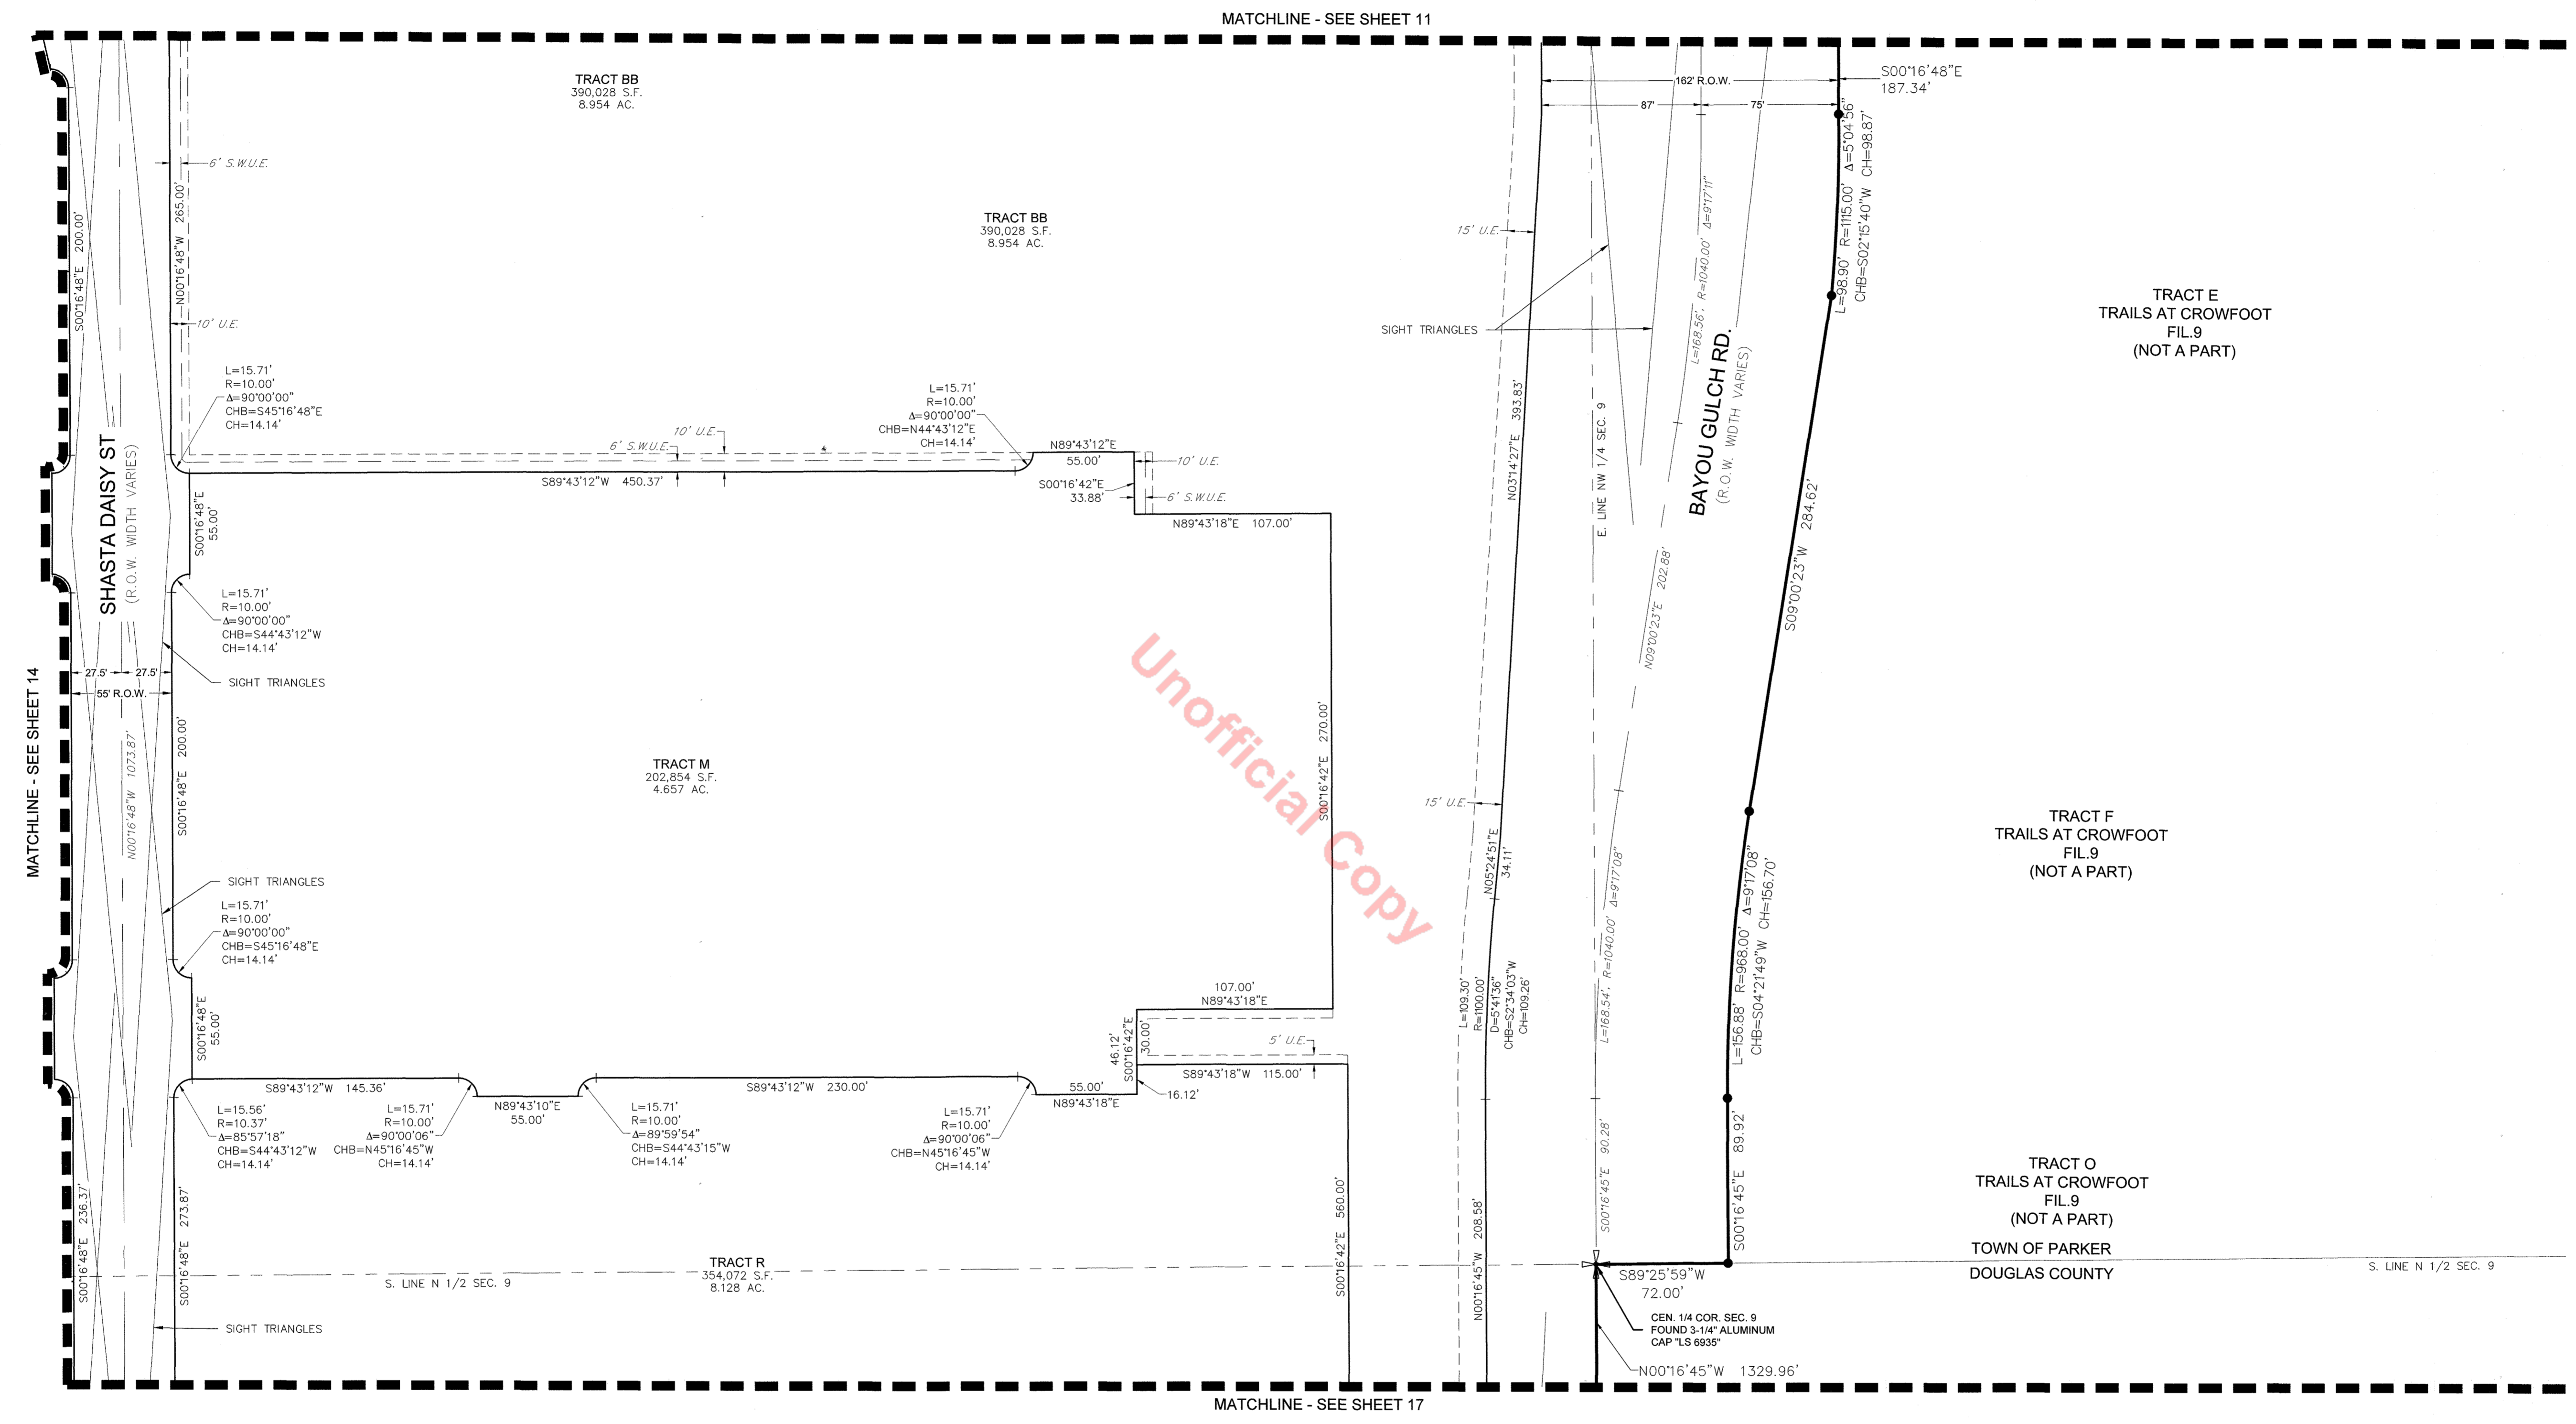 MATCHLINE - SEE SHEET 11
TRACT BB
390,028 S.F.
8.954 AC.
6' S.W.U.E.
N00°16'48"W 265.00'
S00°16'48"E 200.00'
10' U.E.
TRACT BB
390,028 S.F.
8.954 AC.
162' R.O.W.
87'
75'
S00°16'48"E
187.34'
L=98.90' R=1115.00' Δ=5°04'56"
CHB=S02°15'40"W CH=98.87'
15' U.E.
SIGHT TRIANGLES
L=168.56', R=1040.00' Δ=9°17'11"
BAYOU GULCH RD.
(R.O.W. WIDTH VARIES)
TRACT E
TRAILS AT CROWFOOT
FIL.9
(NOT A PART)
L=15.71'
R=10.00'
Δ=90°00'00"
CHB=S45°16'48"E
CH=14.14'
L=15.71'
R=10.00'
Δ=90°00'00"
CHB=N44°43'12"E
CH=14.14'
10' U.E.
6' S.W.U.E.
S89°43'12"W 450.37'
N89°43'12"E
55.00'
10' U.E.
S00°16'42"E
33.88'
6' S.W.U.E.
N89°43'18"E 107.00'
N03°14'27"E 393.83'
E. LINE NW 1/4 SEC. 9
SHASTA DAISY ST
(R.O.W. WIDTH VARIES)
S00°16'48"E
55.00'
L=15.71'
R=10.00'
Δ=90°00'00"
CHB=S44°43'12"W
CH=14.14'
SIGHT TRIANGLES
27.5'
27.5'
55' R.O.W.
MATCHLINE - SEE SHEET 14
N00°16'48"W 1073.87'
S00°16'48"E 200.00'
TRACT M
202,854 S.F.
4.657 AC.
Unofficial Copy
S00°16'42"E 270.00'
N09°00'23"E 202.88'
S09°00'23"W 284.62'
15' U.E.
N05°24'51"E
34.11'
L=168.54', R=1040.00' Δ=9°17'08"
L=156.88' R=968.00' Δ=9°17'08"
CHB=S04°21'49"W CH=156.70'
TRACT F
TRAILS AT CROWFOOT
FIL.9
(NOT A PART)
SIGHT TRIANGLES
L=15.71'
R=10.00'
Δ=90°00'00"
CHB=S45°16'48"E
CH=14.14'
S00°16'48"E
55.00'
107.00'
N89°43'18"E
46.12'
S00°16'42"E
30.00'
5' U.E.
S89°43'18"W 115.00'
16.12'
L=109.30'
R=1100.00'
D=5°41'36"
CHB=S2°34'03"W
CH=109.26'
S89°43'12"W 145.36'
S89°43'12"W 230.00'
55.00'
N89°43'18"E
L=15.56'
R=10.37'
Δ=85°57'18"
CHB=S44°43'12"W
CH=14.14'
L=15.71'
R=10.00'
Δ=90°00'06"
CHB=N45°16'45"W
CH=14.14'
N89°43'10"E
55.00'
L=15.71'
R=10.00'
Δ=89°59'54"
CHB=S44°43'15"W
CH=14.14'
L=15.71'
R=10.00'
Δ=90°00'06"
CHB=N45°16'45"W
CH=14.14'
S00°16'48"E 236.37'
S00°16'48"E 273.87'
S00°16'42"E 560.00'
N00°16'45"W 208.58'
S00°16'45"E 90.28'
S00°16'45"E 89.92'
TRACT O
TRAILS AT CROWFOOT
FIL.9
(NOT A PART)
TOWN OF PARKER
DOUGLAS COUNTY
S. LINE N 1/2 SEC. 9
TRACT R
354,072 S.F.
8.128 AC.
S. LINE N 1/2 SEC. 9
S89°25'59"W
72.00'
CEN. 1/4 COR. SEC. 9
FOUND 3-1/4" ALUMINUM
CAP "LS 6935"
SIGHT TRIANGLES
N00°16'45"W 1329.96'
MATCHLINE - SEE SHEET 17